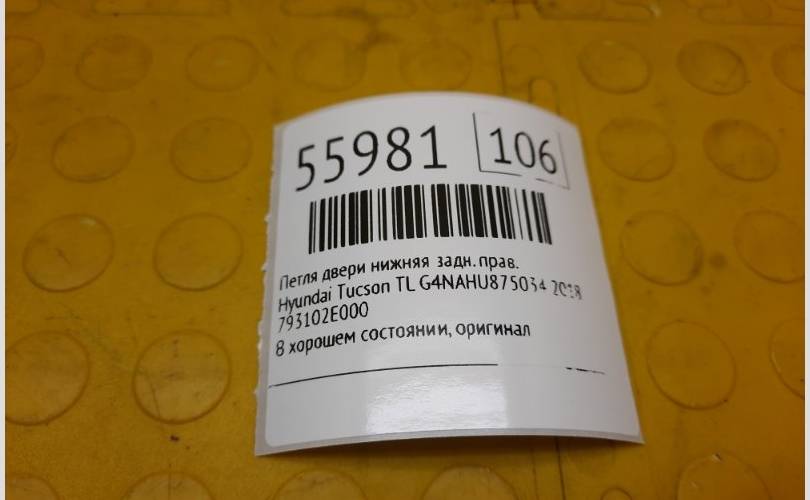 55981 106
Петля двери нижняя задн. прав.
Hyundai Tucson TL G4NAHU875034 2018
793102E000
В хорошем состоянии, оригинал